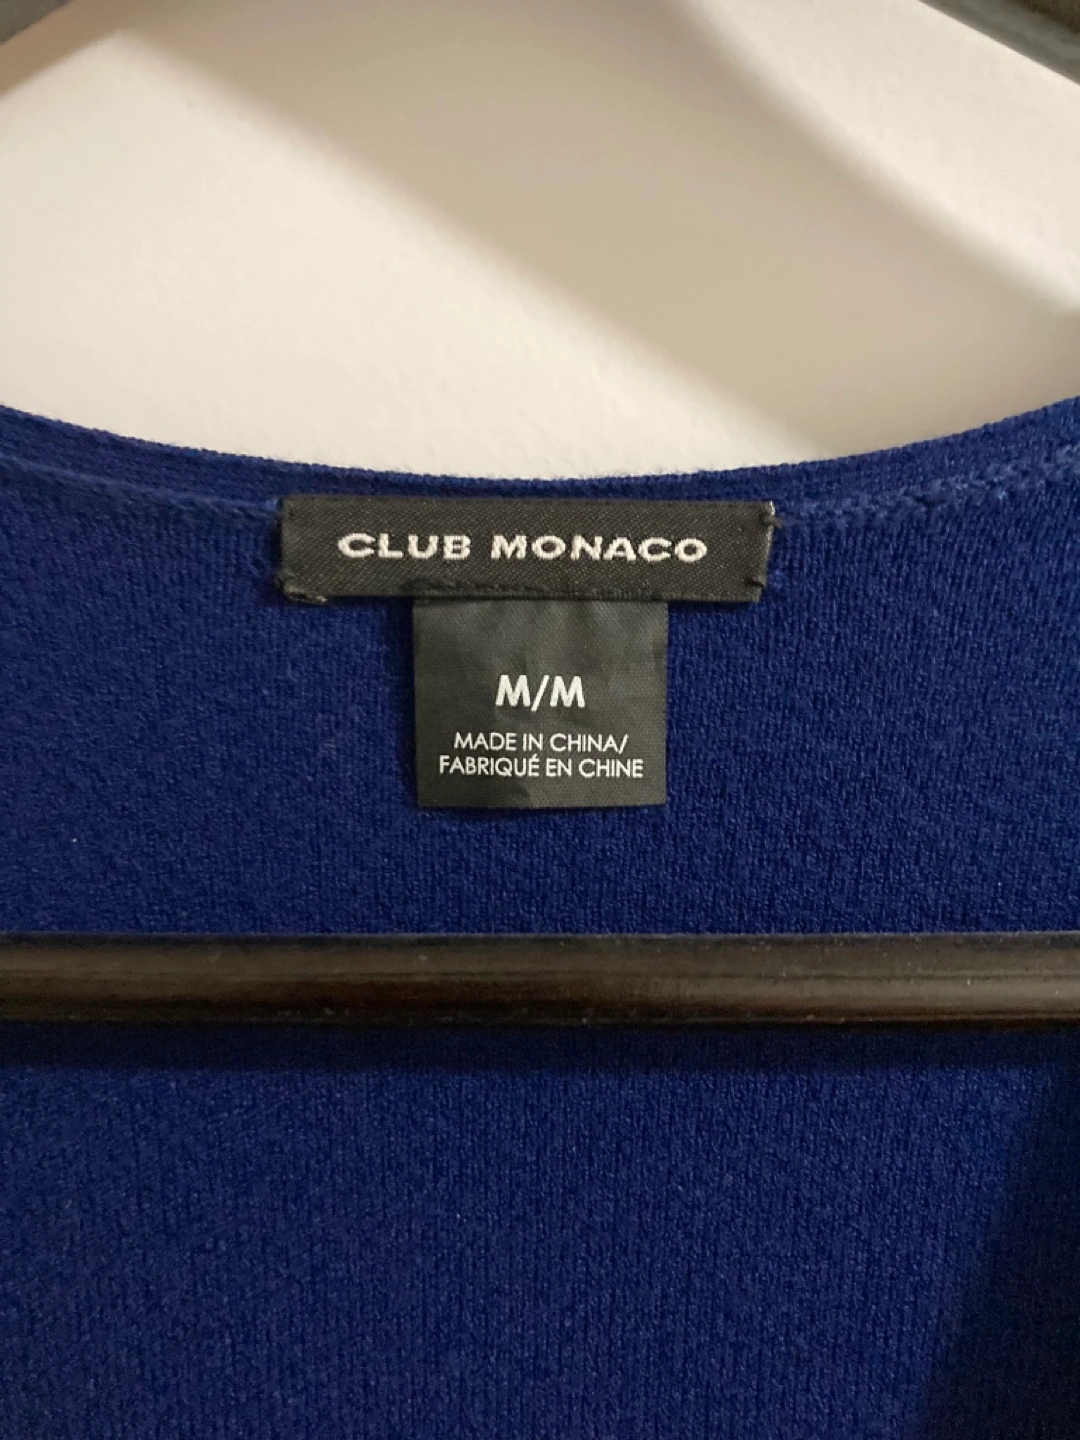 CLUB MONACO
M/M
MADE IN CHINA/
FABRIQUÉ EN CHINE